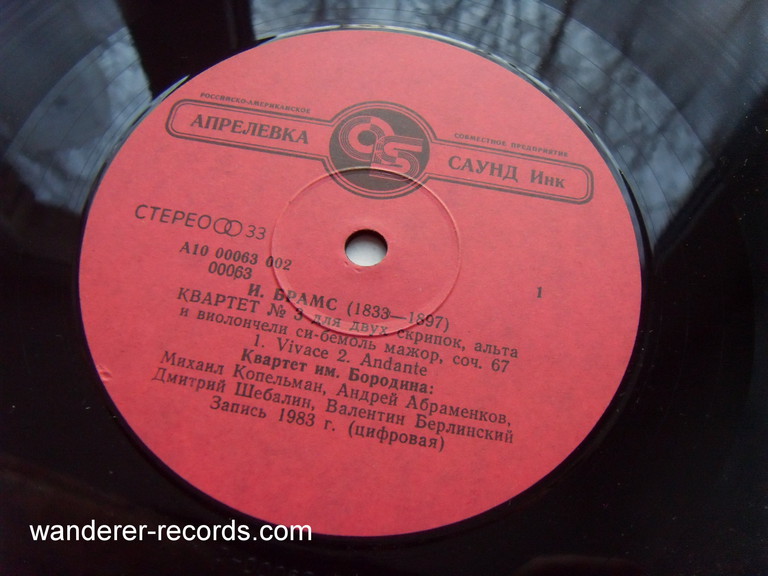 РОССИЙСКО-АМЕРИКАНСКОЕ
СОВМЕСТНОЕ ПРЕДПРИЯТИЕ
АПРЕЛЕВКА
САУНД Инк
СТЕРЕО 33
А10 00063 002
00063
1
И. БРАМС (1833—1897)
КВАРТЕТ № 3 для двух скрипок, альта
и виолончели си-бемоль мажор, соч. 67
1. Vivace 2. Andante
Квартет им. Бородина:
Михаил Копельман, Андрей Абраменков,
Дмитрий Шебалин, Валентин Берлинский
Запись 1983 г. (цифровая)
wanderer-records.com